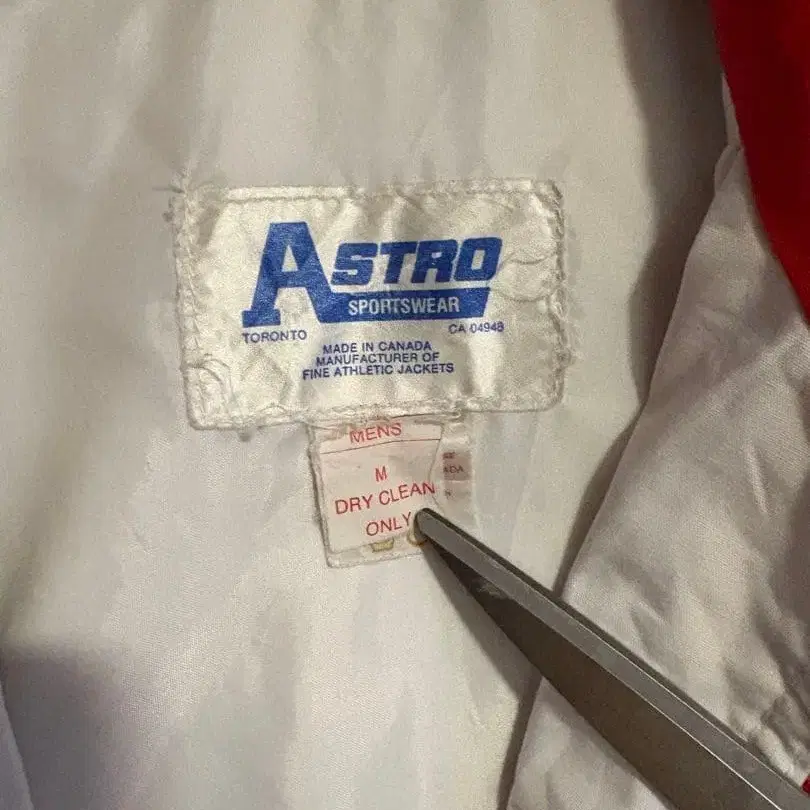 ASTRO
SPORTSWEAR
TORONTO CA 04948
MADE IN CANADA
MANUFACTURER OF
FINE ATHLETIC JACKETS
MENS
M
DRY CLEAN
ONLY